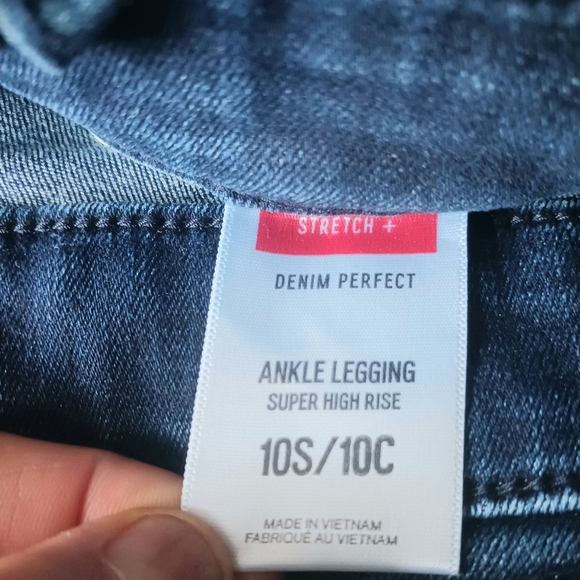 STRETCH +
DENIM PERFECT
ANKLE LEGGING
SUPER HIGH RISE
10S/10C
MADE IN VIETNAM
FABRIQUÉ AU VIETNAM